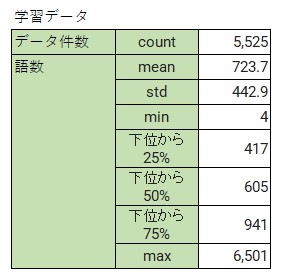 学習データ
データ件数 count 5,525
語数 mean 723.7
std 442.9
min 4
下位から
25% 417
下位から
50% 605
下位から
75% 941
max 6,501